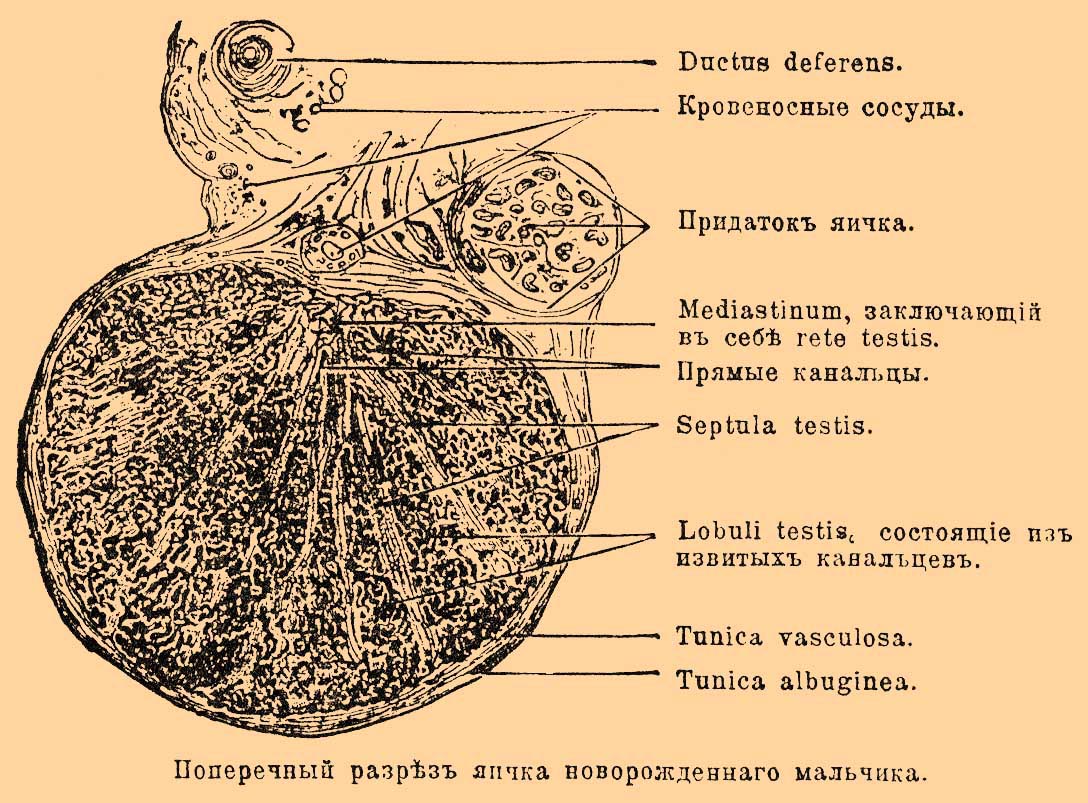 Ductus deferens.
Кровеносные сосуды.
Придатокъ яичка.
Mediastinum, заключающій
въ себѣ rete testis.
Прямые канальцы.
Septula testis.
Lobuli testis, состоящіе изъ
извитыхъ канальцевъ.
Tunica vasculosa.
Tunica albuginea.
Поперечный разрѣзъ яичка новорожденнаго мальчика.